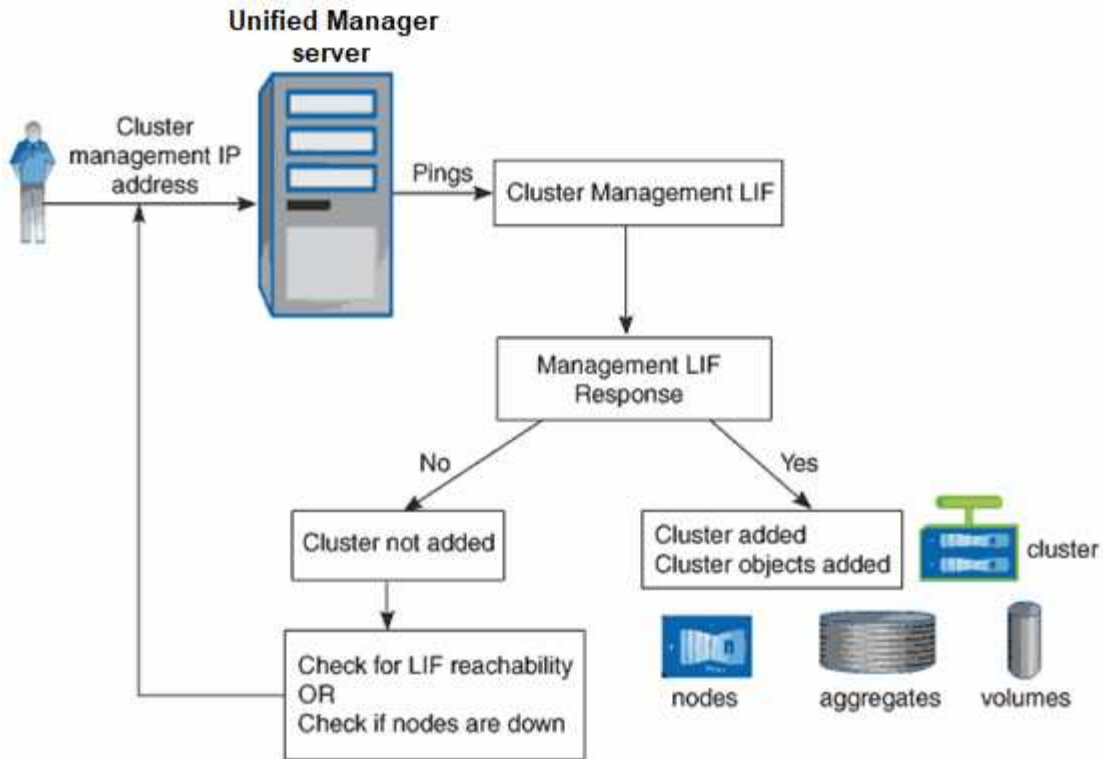 Unified Manager
server
Cluster
management IP
address
Pings
Cluster Management LIF
Management LIF
Response
No
Yes
Cluster not added
Cluster added
Cluster objects added
cluster
Check for LIF reachability
OR
Check if nodes are down
nodes
aggregates
volumes